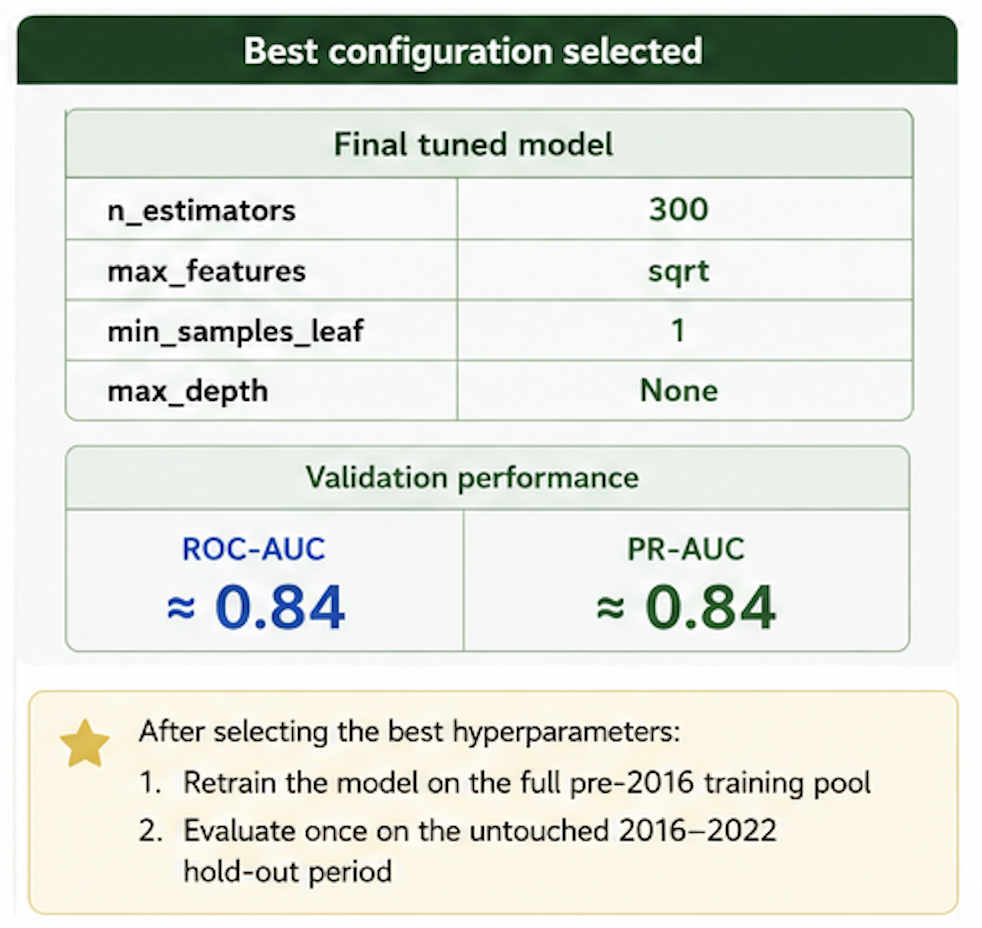 Best configuration selected
Final tuned model
n_estimators 300
max_features sqrt
min_samples_leaf 1
max_depth None
Validation performance
ROC-AUC PR-AUC
≈ 0.84 ≈ 0.84
After selecting the best hyperparameters:
1. Retrain the model on the full pre-2016 training pool
2. Evaluate once on the untouched 2016–2022
hold-out period